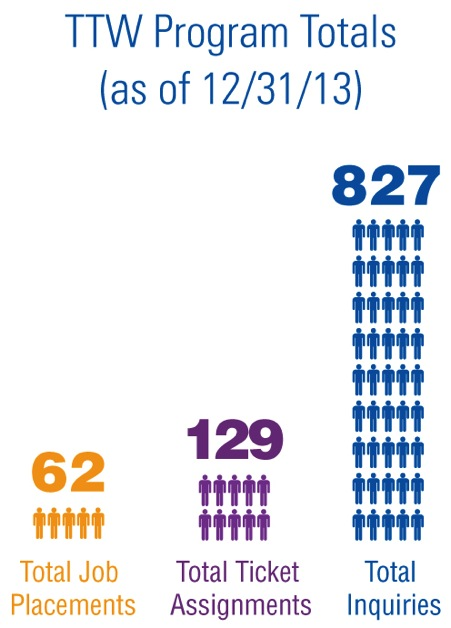 TTW Program Totals
(as of 12/31/13)
62
Total Job
Placements
129
Total Ticket
Assignments
827
Total
Inquiries